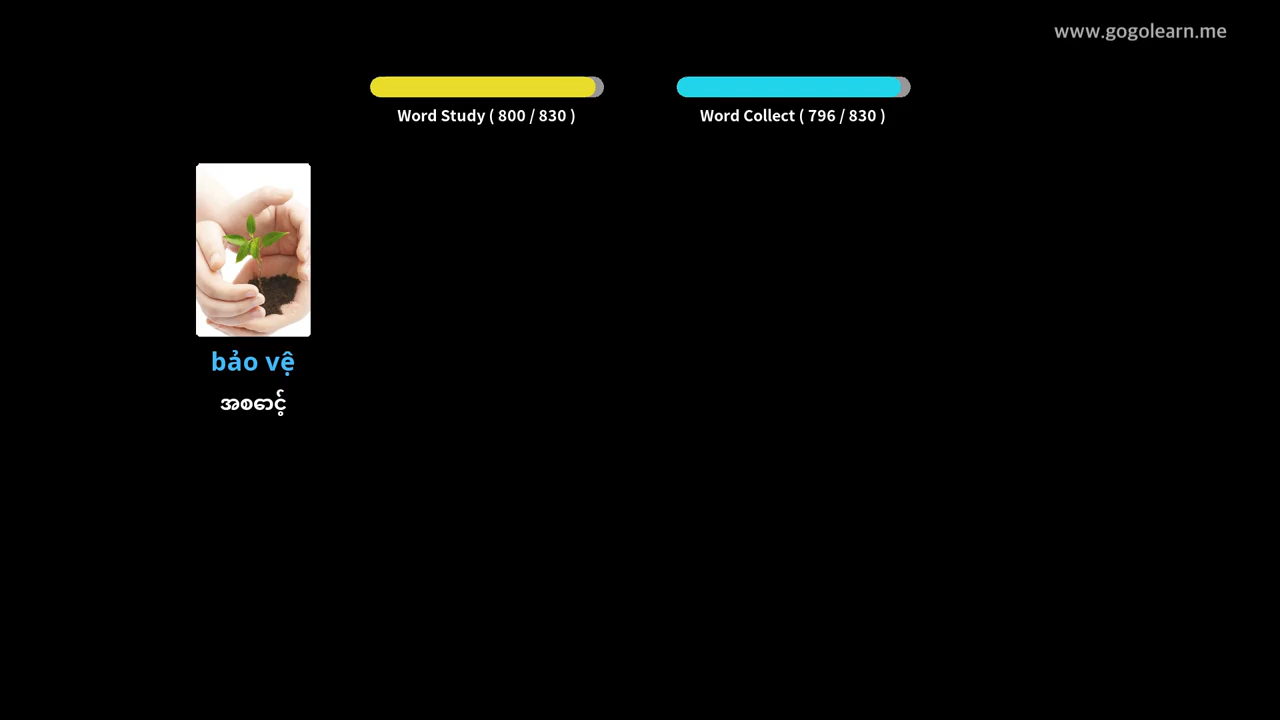 www.gogolearn.me
Word Study ( 800 / 830 )
Word Collect ( 796 / 830 )
bảo vệ
အစောင့်